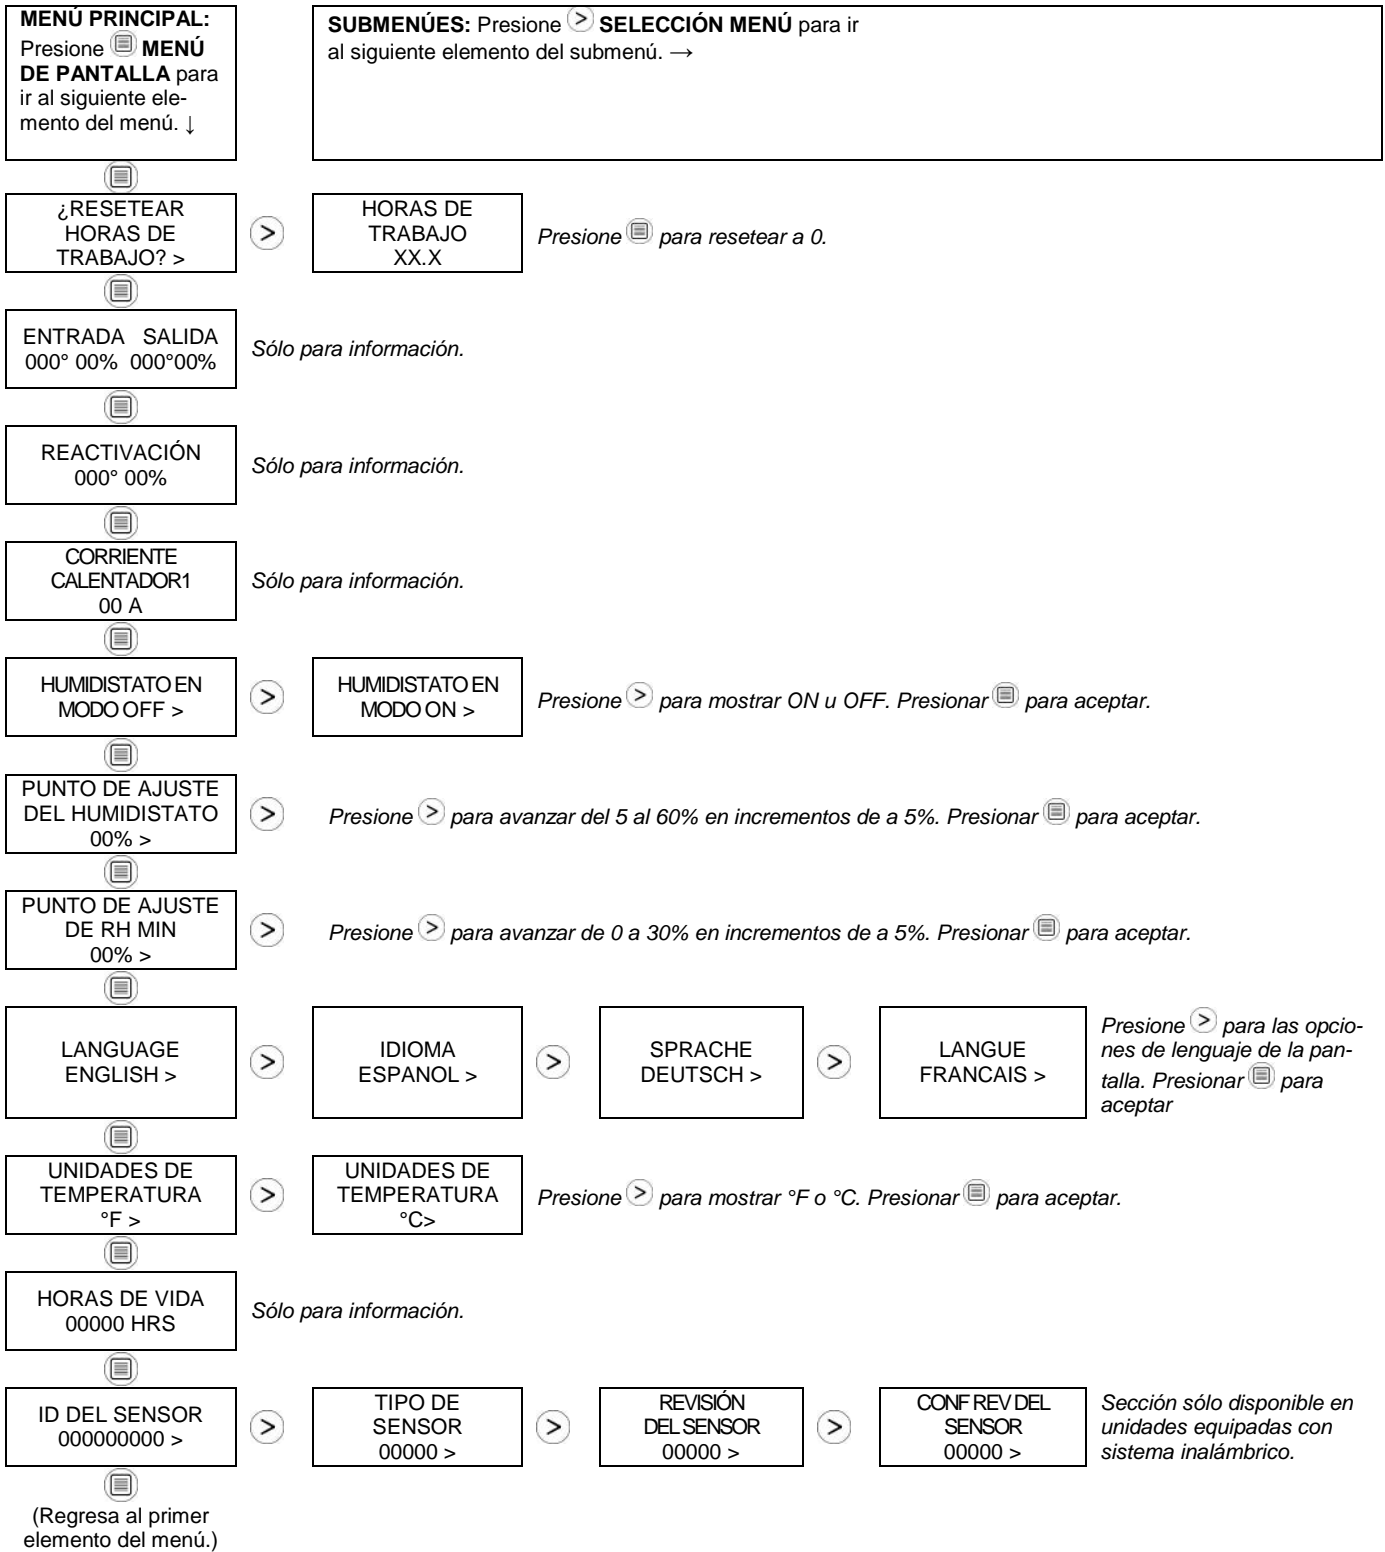 MENÚ PRINCIPAL:
Presione MENÚ
DE PANTALLA para
ir al siguiente ele-
mento del menú. ↓
SUBMENÚES: Presione > SELECCIÓN MENÚ para ir
al siguiente elemento del submenú. →
¿RESETEAR
HORAS DE
TRABAJO? >
>
HORAS DE
TRABAJO
XX.X
Presione para resetear a 0.
ENTRADA SALIDA
000° 00% 000°00%
Sólo para información.
REACTIVACIÓN
000° 00%
Sólo para información.
CORRIENTE
CALENTADOR1
00 A
Sólo para información.
HUMIDISTATO EN
MODO OFF >
>
HUMIDISTATO EN
MODO ON >
Presione > para mostrar ON u OFF. Presionar para aceptar.
PUNTO DE AJUSTE
DEL HUMIDISTATO
00% >
>
Presione > para avanzar del 5 al 60% en incrementos de a 5%. Presionar para aceptar.
PUNTO DE AJUSTE
DE RH MIN
00% >
>
Presione > para avanzar de 0 a 30% en incrementos de a 5%. Presionar para aceptar.
LANGUAGE
ENGLISH >
>
IDIOMA
ESPANOL >
>
SPRACHE
DEUTSCH >
>
LANGUE
FRANCAIS >
Presione > para las opcio-
nes de lenguaje de la pan-
talla. Presionar para
aceptar
UNIDADES DE
TEMPERATURA
°F >
>
UNIDADES DE
TEMPERATURA
°C>
Presione > para mostrar °F o °C. Presionar para aceptar.
HORAS DE VIDA
00000 HRS
Sólo para información.
ID DEL SENSOR
000000000 >
>
TIPO DE
SENSOR
00000 >
>
REVISIÓN
DEL SENSOR
00000 >
>
CONF REV DEL
SENSOR
00000 >
Sección sólo disponible en
unidades equipadas con
sistema inalámbrico.
(Regresa al primer
elemento del menú.)